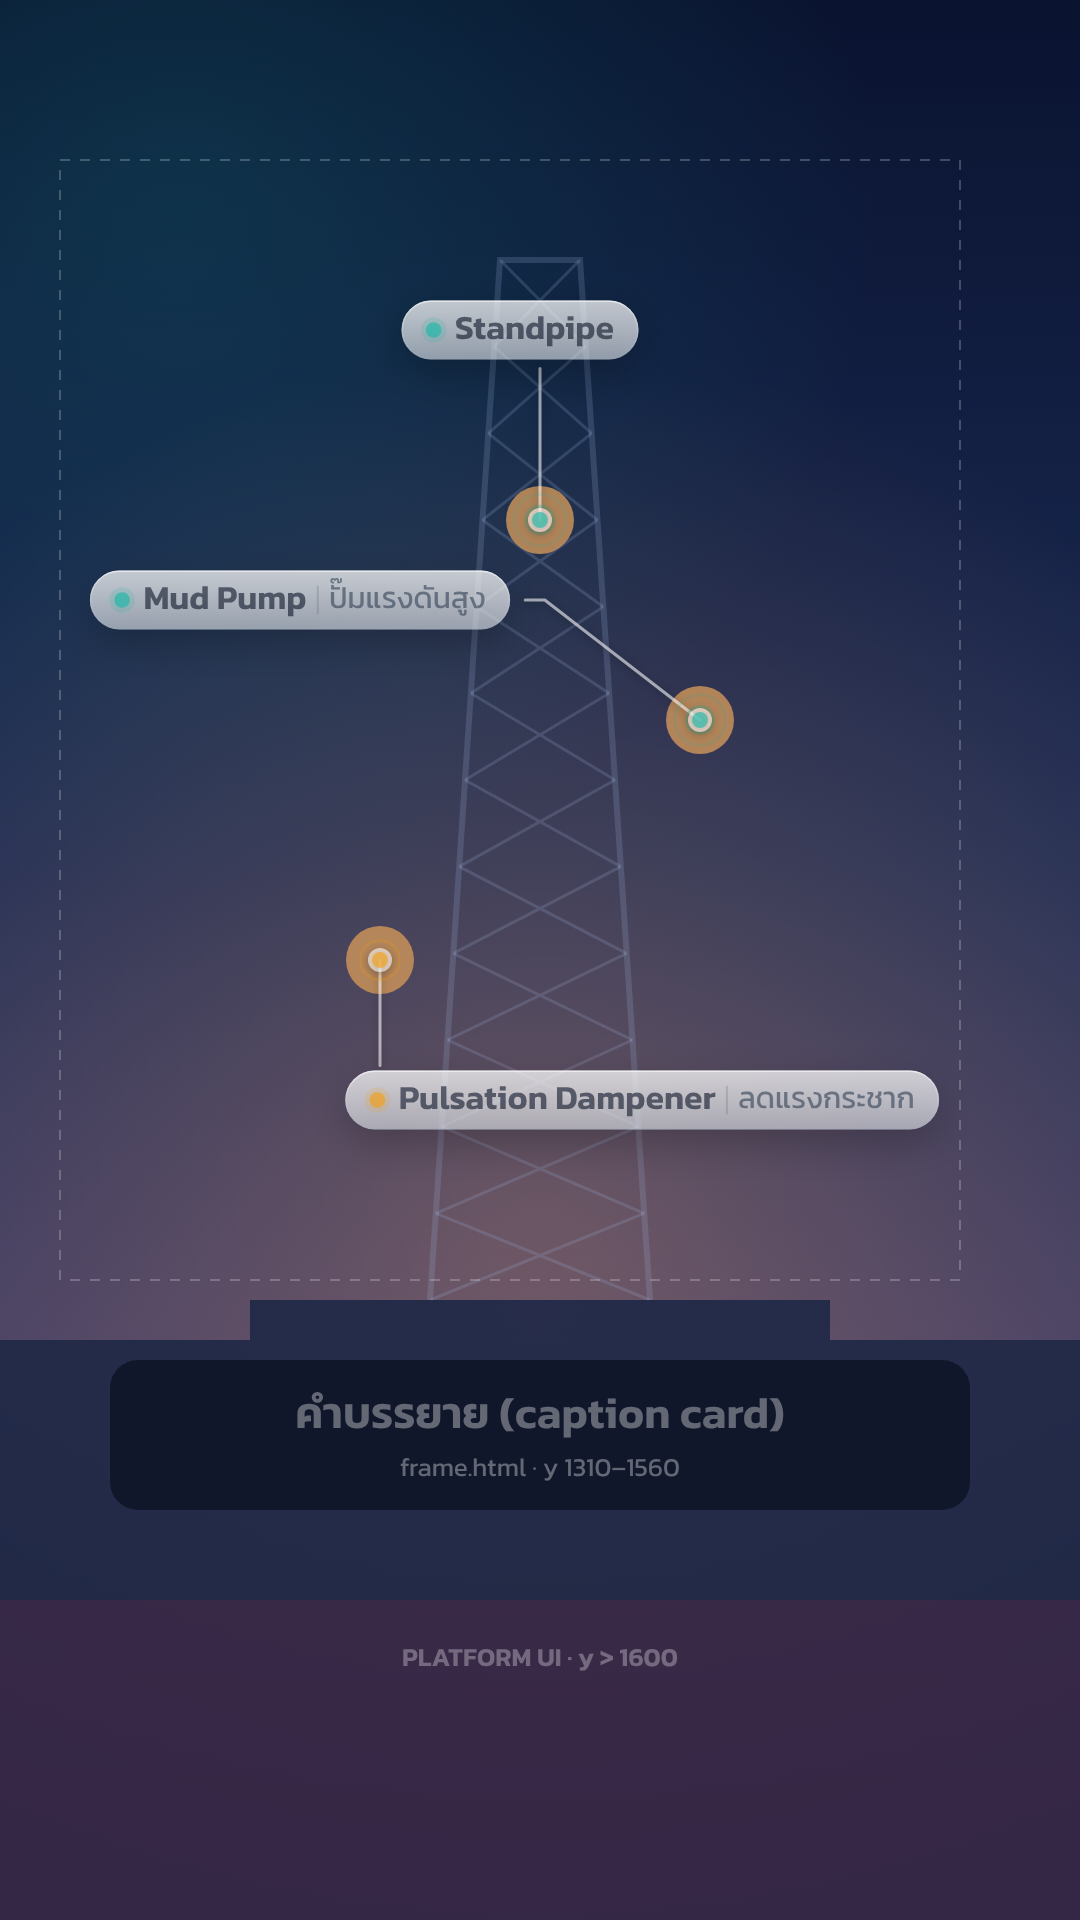 Standpipe
Mud Pump | ปั๊มแรงดันสูง
Pulsation Dampener | ลดแรงกระชาก
คำบรรยาย (caption card)
frame.html · y 1310–1560
PLATFORM UI · y > 1600